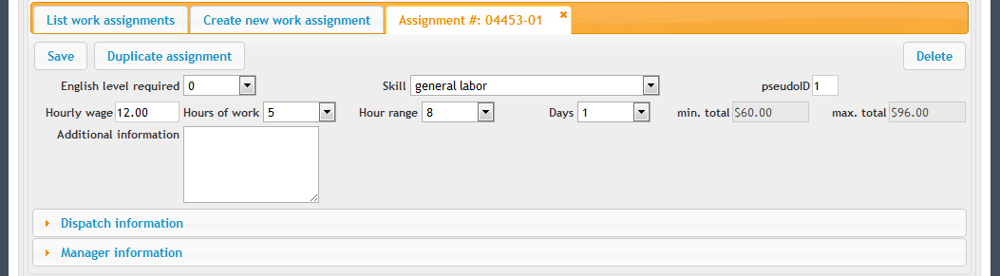 List work assignments Create new work assignment Assignment #: 04453-01
Save Duplicate assignment Delete
English level required 0 Skill general labor pseudoID 1
Hourly wage 12.00 Hours of work 5 Hour range 8 Days 1 min. total $60.00 max. total $96.00
Additional information
Dispatch information
Manager information